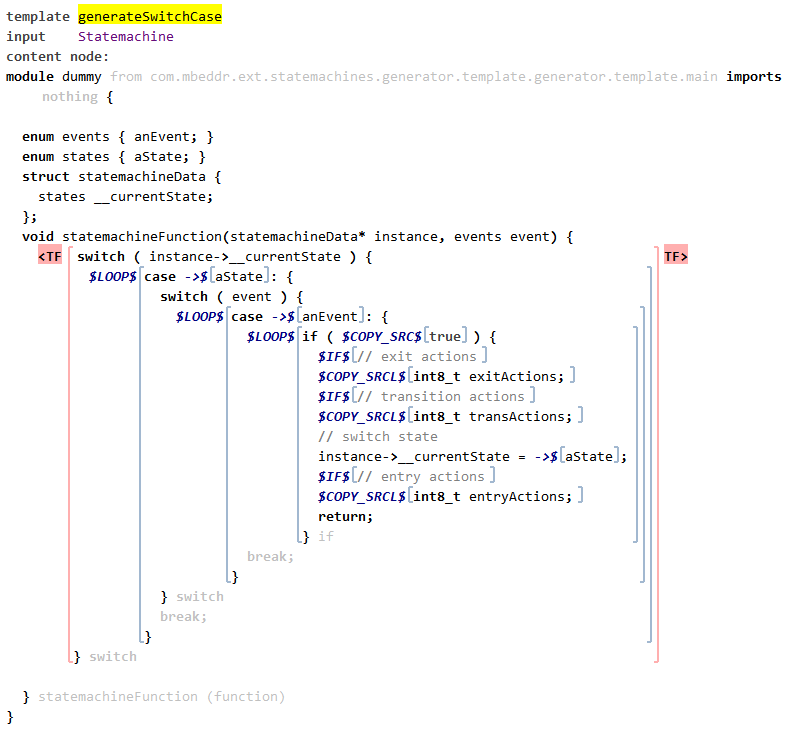 template generateSwitchCase
input    Statemachine
content node:
module dummy from com.mbeddr.ext.statemachines.generator.template.generator.template.main imports
nothing {
enum events { anEvent; }
enum states { aState; }
struct statemachineData {
states __currentState;
};
void statemachineFunction(statemachineData* instance, events event) {
<TF [ switch ( instance->__currentState ) { ] TF>
$LOOP$[case ->$[aState]: {
switch ( event ) {
$LOOP$[case ->$[anEvent]: {
$LOOP$[if ( $COPY_SRC$[true] ) {
$IF$[// exit actions]
$COPY_SRCL$[int8_t exitActions;]
$IF$[// transition actions]
$COPY_SRCL$[int8_t transActions;]
// switch state
instance->__currentState = ->$[aState];
$IF$[// entry actions]
$COPY_SRCL$[int8_t entryActions;]
return;
} if
break;
}
} switch
break;
}
} switch
} statemachineFunction (function)
}